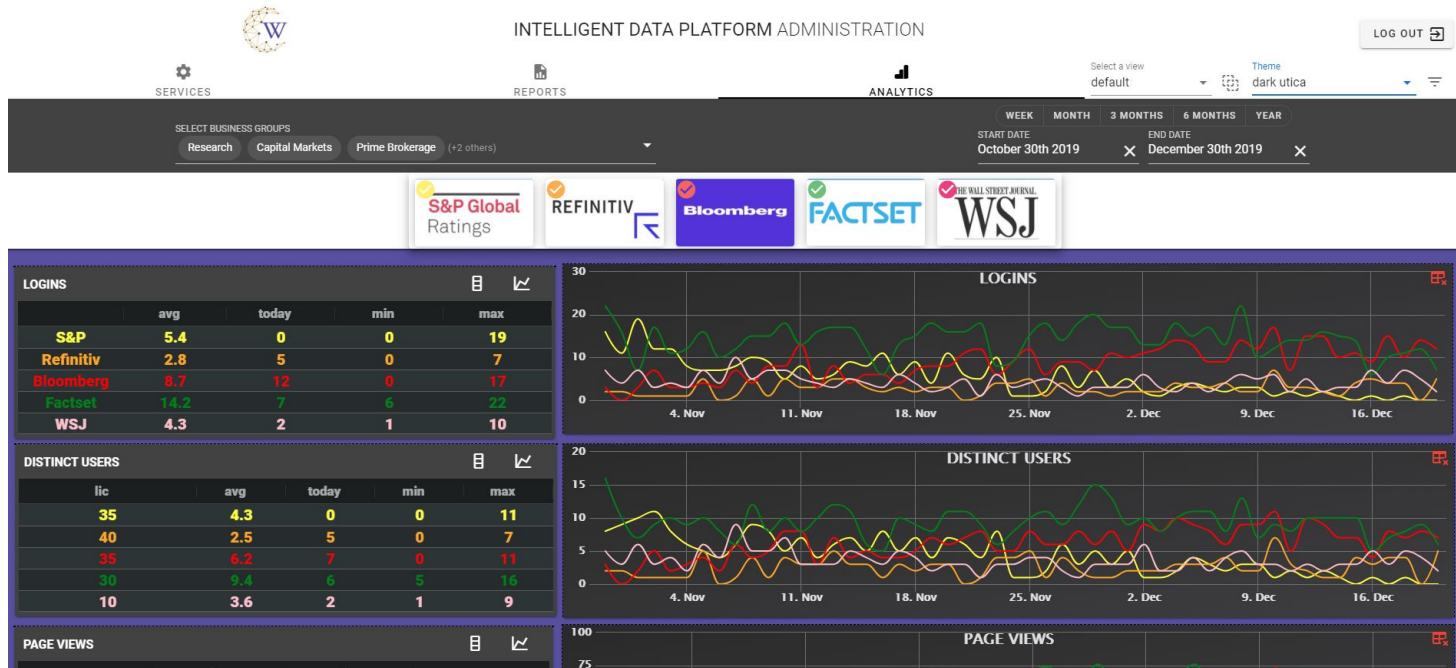 W
INTELLIGENT DATA PLATFORM ADMINISTRATION
LOG OUT
SERVICES
REPORTS
ANALYTICS
Select a view
default
Theme
dark utica
SELECT BUSINESS GROUPS
Research Capital Markets Prime Brokerage (+2 others)
WEEK MONTH 3 MONTHS 6 MONTHS YEAR
START DATE END DATE
October 30th 2019 December 30th 2019
S&P Global
Ratings
REFINITIV
Bloomberg
FACTSET
THE WALL STREET JOURNAL.
WSJ
LOGINS
avg today min max
S&P 5.4 0 0 19
Refinitiv 2.8 5 0 7
Bloomberg 8.7 12 0 17
Factset 14.2 7 6 22
WSJ 4.3 2 1 10
LOGINS
30
20
10
0
4. Nov 11. Nov 18. Nov 25. Nov 2. Dec 9. Dec 16. Dec
DISTINCT USERS
lic avg today min max
35 4.3 0 0 11
40 2.5 5 0 7
35 6.2 7 0 11
30 9.4 6 5 16
10 3.6 2 1 9
DISTINCT USERS
20
15
10
5
0
4. Nov 11. Nov 18. Nov 25. Nov 2. Dec 9. Dec 16. Dec
PAGE VIEWS
PAGE VIEWS
100
75